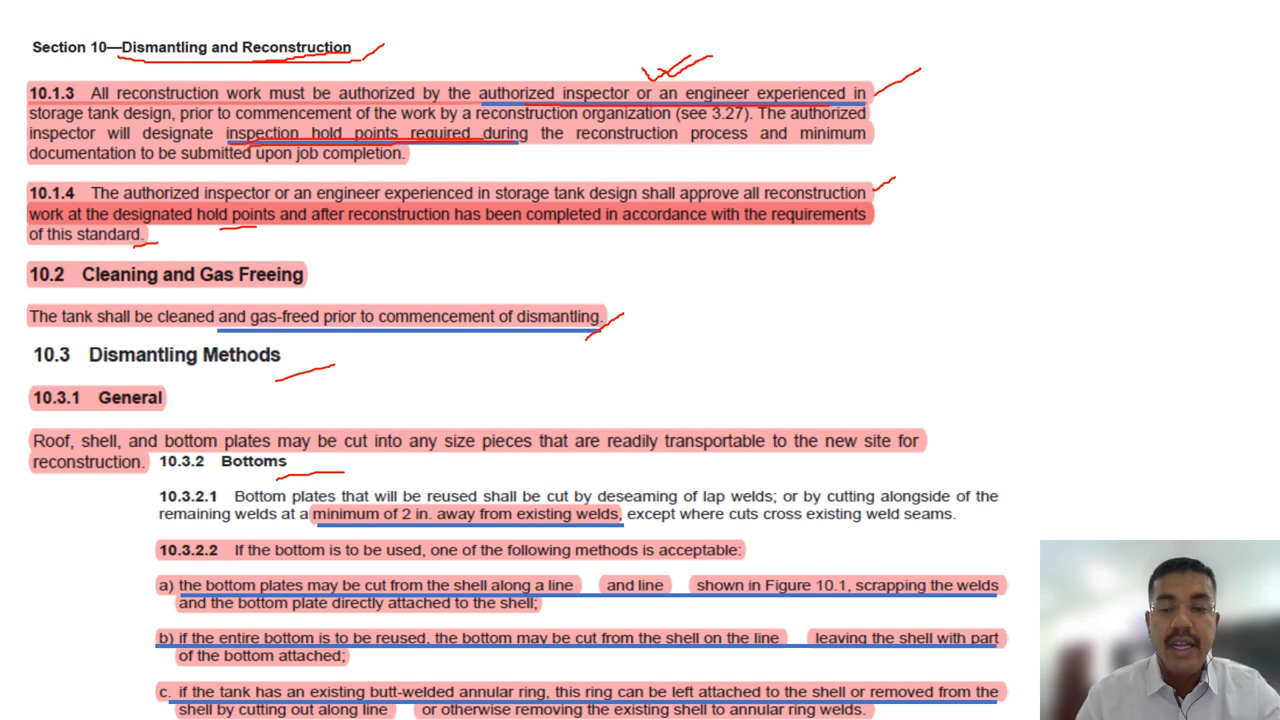 Section 10—Dismantling and Reconstruction
10.1.3 All reconstruction work must be authorized by the authorized inspector or an engineer experienced in
storage tank design, prior to commencement of the work by a reconstruction organization (see 3.27). The authorized
inspector will designate inspection hold points required during the reconstruction process and minimum
documentation to be submitted upon job completion.
10.1.4 The authorized inspector or an engineer experienced in storage tank design shall approve all reconstruction
work at the designated hold points and after reconstruction has been completed in accordance with the requirements
of this standard.
10.2 Cleaning and Gas Freeing
The tank shall be cleaned and gas-freed prior to commencement of dismantling.
10.3 Dismantling Methods
10.3.1 General
Roof, shell, and bottom plates may be cut into any size pieces that are readily transportable to the new site for
reconstruction.
10.3.2 Bottoms
10.3.2.1 Bottom plates that will be reused shall be cut by deseaming of lap welds; or by cutting alongside of the
remaining welds at a minimum of 2 in. away from existing welds, except where cuts cross existing weld seams.
10.3.2.2 If the bottom is to be used, one of the following methods is acceptable:
a) the bottom plates may be cut from the shell along a line and line shown in Figure 10.1, scrapping the welds
and the bottom plate directly attached to the shell;
b) if the entire bottom is to be reused, the bottom may be cut from the shell on the line leaving the shell with part
of the bottom attached;
c. if the tank has an existing butt-welded annular ring, this ring can be left attached to the shell or removed from the
shell by cutting out along line or otherwise removing the existing shell to annular ring welds.